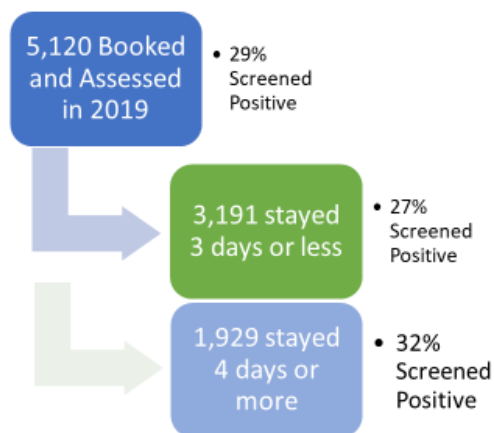 5,120 Booked
and Assessed
in 2019
• 29%
Screened
Positive
3,191 stayed
3 days or less
• 27%
Screened
Positive
1,929 stayed
4 days or
more
• 32%
Screened
Positive